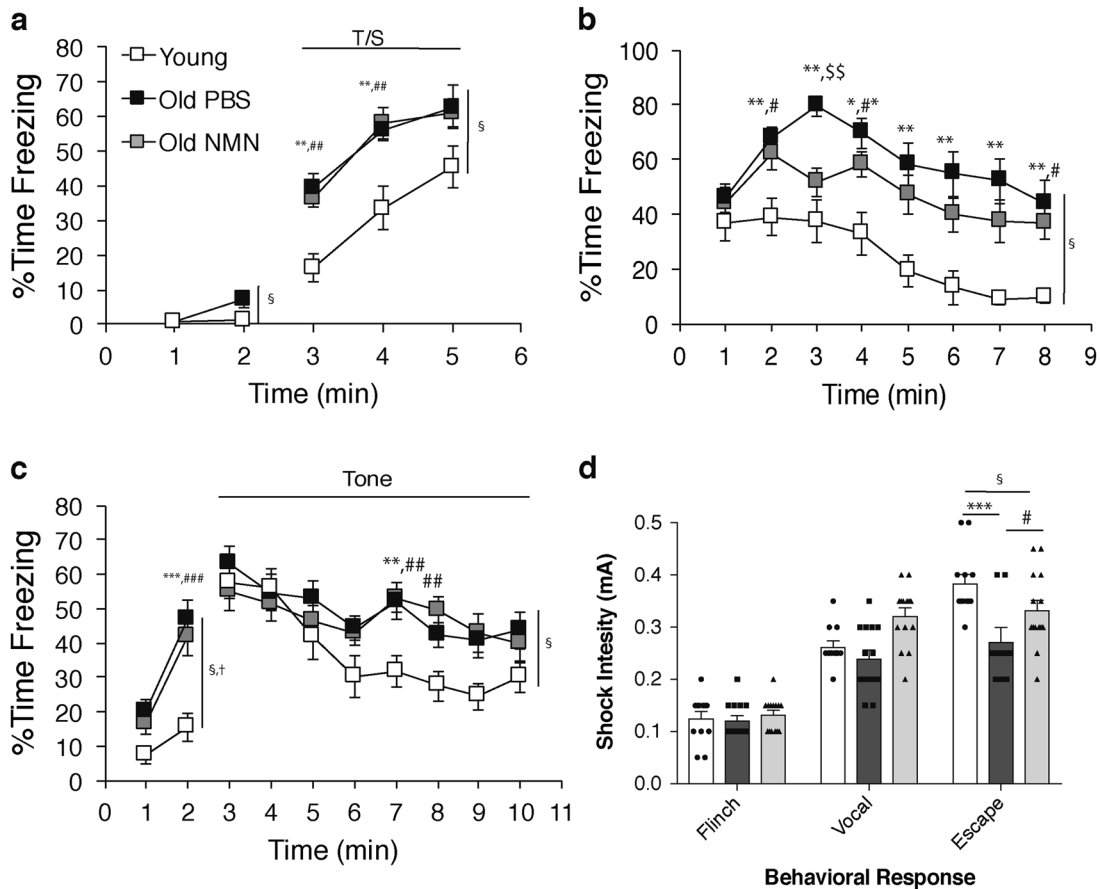 a
T/S
80
70
60
50
40
30
20
10
0
%Time Freezing
Young
Old PBS
Old NMN
**,##
**,##
§
§
0 1 2 3 4 5 6
Time (min)
b
100
80
60
40
20
0
%Time Freezing
**,#
**,$$
*,#*
**
**
**
**,#
§
0 1 2 3 4 5 6 7 8 9
Time (min)
c
Tone
80
70
60
50
40
30
20
10
0
%Time Freezing
***,###
§,†
**,##
##
§
0 1 2 3 4 5 6 7 8 9 10 11
Time (min)
d
0.5
0.4
0.3
0.2
0.1
0.0
Shock Intesity (mA)
§
***
#
Flinch
Vocal
Escape
Behavioral Response